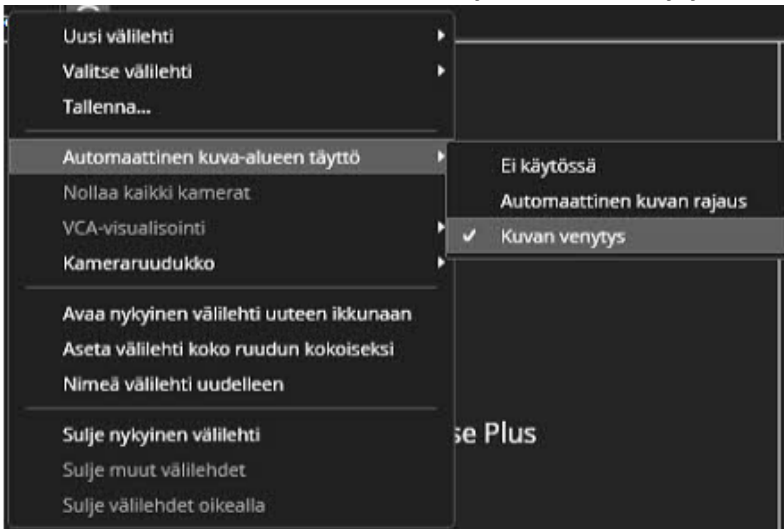 Uusi välilehti
Valitse välilehti
Tallenna...
Automaattinen kuva-alueen täyttö
Nollaa kaikki kamerat
VCA-visualisointi
Kameraruudukko
Avaa nykyinen välilehti uuteen ikkunaan
Aseta välilehti koko ruudun kokoiseksi
Nimeä välilehti uudelleen
Sulje nykyinen välilehti
Sulje muut välilehdet
Sulje välilehdet oikealla
Ei käytössä
Automaattinen kuvan rajaus
Kuvan venytys
se Plus